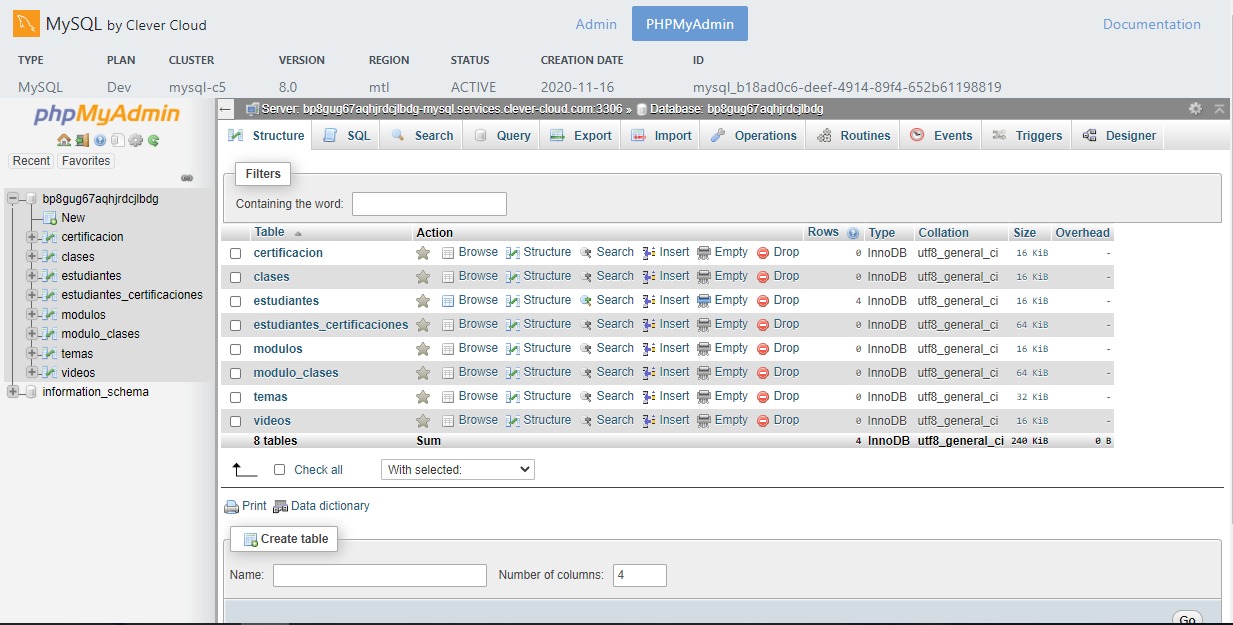 MySQL by Clever Cloud
Admin
PHPMyAdmin
Documentation
TYPE PLAN CLUSTER VERSION REGION STATUS CREATION DATE ID
MySQL Dev mysql-c5 8.0 mtl ACTIVE 2020-11-16 mysql_b18ad0c6-deef-4914-89f4-652b61198819
phpMyAdmin
Recent Favorites
bp8gug67aqhjrdcjlbdg
New
certificacion
clases
estudiantes
estudiantes_certificaciones
modulos
modulo_clases
temas
videos
information_schema
Server: bp8gug67aqhjrdcjlbdg-mysql.services.clever-cloud.com:3306 » Database: bp8gug67aqhjrdcjlbdg
Structure SQL Search Query Export Import Operations Routines Events Triggers Designer
Filters
Containing the word:
Table Action Rows Type Collation Size Overhead
certificacion Browse Structure Search Insert Empty Drop 0 InnoDB utf8_general_ci 16 KiB -
clases Browse Structure Search Insert Empty Drop 0 InnoDB utf8_general_ci 16 KiB -
estudiantes Browse Structure Search Insert Empty Drop 4 InnoDB utf8_general_ci 16 KiB -
estudiantes_certificaciones Browse Structure Search Insert Empty Drop 0 InnoDB utf8_general_ci 64 KiB -
modulos Browse Structure Search Insert Empty Drop 0 InnoDB utf8_general_ci 16 KiB -
modulo_clases Browse Structure Search Insert Empty Drop 0 InnoDB utf8_general_ci 64 KiB -
temas Browse Structure Search Insert Empty Drop 0 InnoDB utf8_general_ci 32 KiB -
videos Browse Structure Search Insert Empty Drop 0 InnoDB utf8_general_ci 16 KiB -
8 tables Sum 4 InnoDB utf8_general_ci 240 KiB 0 B
Check all With selected:
Print Data dictionary
Create table
Name: Number of columns: 4
Go